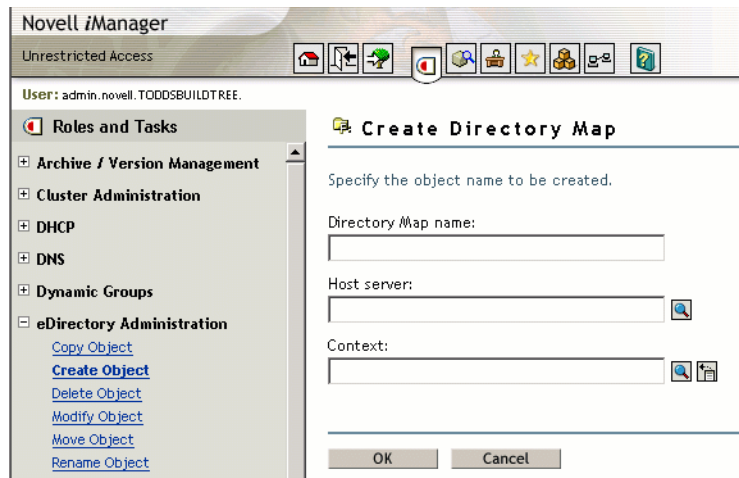 Novell iManager
Unrestricted Access
User: admin.novell.TODDSBUILDTREE.
Roles and Tasks
Archive / Version Management
Cluster Administration
DHCP
DNS
Dynamic Groups
eDirectory Administration
Copy Object
Create Object
Delete Object
Modify Object
Move Object
Rename Object
Create Directory Map
Specify the object name to be created.
Directory Map name:
Host server:
Context:
OK Cancel